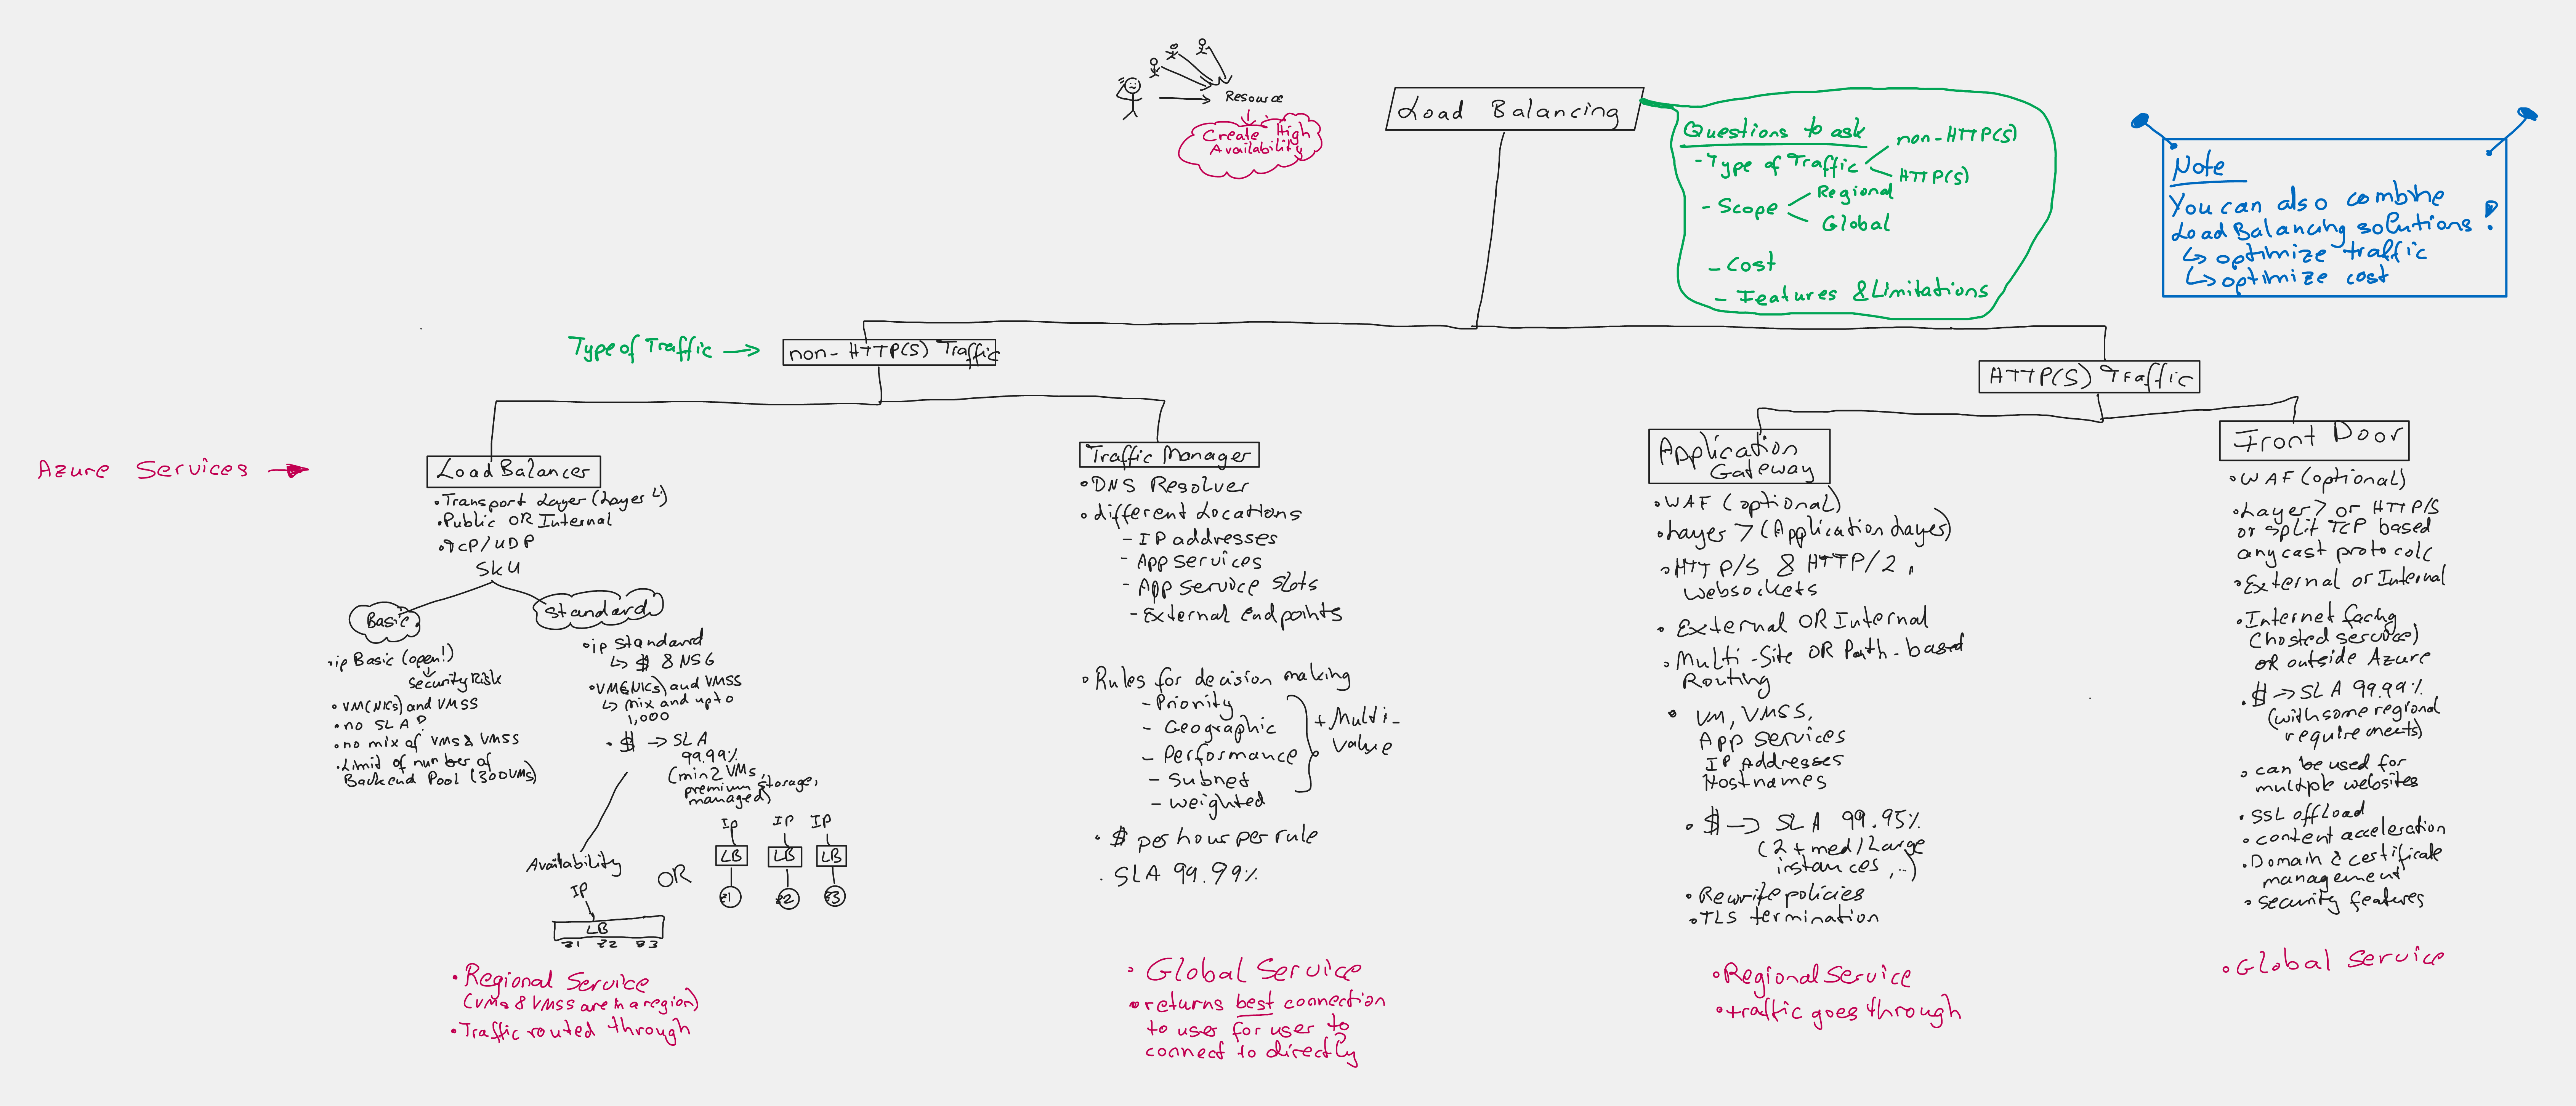 Resource
Create High
Availability
Load Balancing
Questions to ask
- Type of Traffic
non-HTTP(S)
HTTP(S)
- Scope
Regional
Global
- Cost
- Features & Limitations
Note
You can also combine
Load Balancing solutions !
↳ optimize traffic
↳ optimize cost
Type of Traffic →
non-HTTP(S) Traffic
HTTP(S) Traffic
Azure Services →
Load Balancer
• Transport Layer (Layer 4)
• Public OR Internal
• TCP/UDP
SKU
Basic
Standard
• ip Basic (open!)
Security Risk
• VM(NICs) and VMSS
• no SLA?
• no mix of VMs & VMSS
• Limit of number of
Backend Pool (300VMs)
• ip Standard
↳ $ & NSG
• VM(NICs) and VMSS
↳ mix and up to
1,000
• $ → SLA
99.99%
(min 2 VMs,
premium storage,
managed)
Availability
IP
LB
z1 z2 z3
OR
Ip IP IP
LB LB LB
z1 z2 z3
• Regional Service
(VMs & VMSS are in a region)
• Traffic routed through
Traffic Manager
• DNS Resolver
• different Locations
- IP addresses
- App Services
- App Service Slots
- External Endpoints
• Rules for decision making
- Priority
- Geographic
- Performance
- Subnet
- weighted
+ Multi-
Value
• $ per hour per rule
• SLA 99.99%
• Global Service
• returns best connection
to user for user to
connect to directly
Application
Gateway
• WAF (optional)
• Layer 7 (Application Layer)
• HTTP/S & HTTP/2,
Websockets
• External OR Internal
• Multi-Site OR Path-based
Routing
• VM, VMSS,
App Services
IP Addresses
Hostnames
• $ → SLA 99.95%
(2+ med/Large
instances,..)
• Rewrite policies
• TLS termination
• Regional Service
• traffic goes through
Front Door
• WAF (optional)
• Layer 7 or HTTP/S
or split TCP based
anycast protocolc
• External or Internal
• Internet facing
(hosted service)
OR outside Azure
• $ → SLA 99.99%
(with some regional
requirements)
• can be used for
multiple websites
• SSL offload
• content acceleration
• Domain & certificate
management
• security features
• Global Service